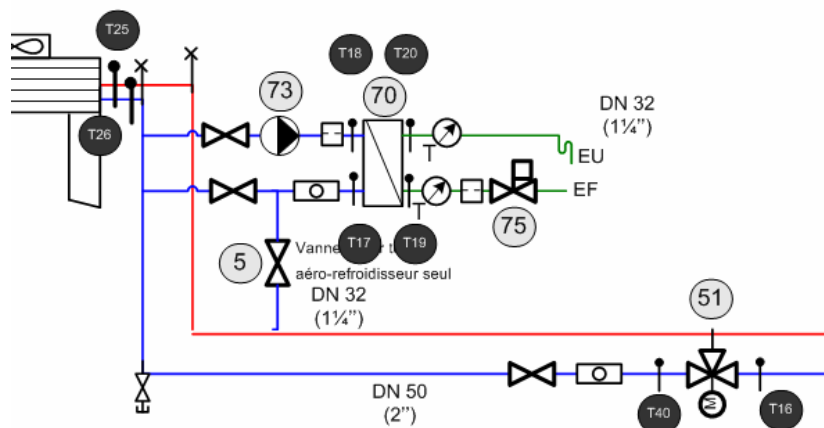 T25
T18
T20
73
70
DN 32
(1¼”)
T26
T
EU
EF
T
75
T17
T19
5
Vanne
aéro-refroidisseur seul
DN 32
(1¼”)
51
M
DN 50
(2”)
T40
T16